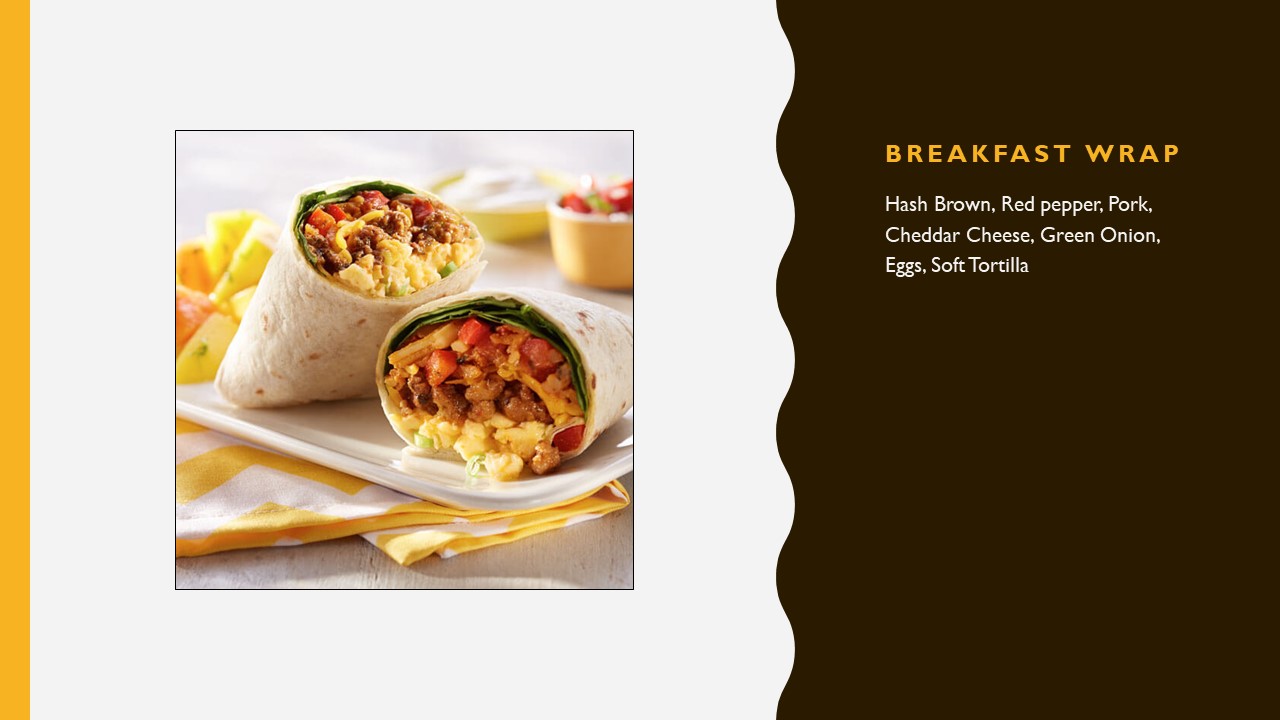 BREAKFAST WRAP
Hash Brown, Red pepper, Pork,
Cheddar Cheese, Green Onion,
Eggs, Soft Tortilla